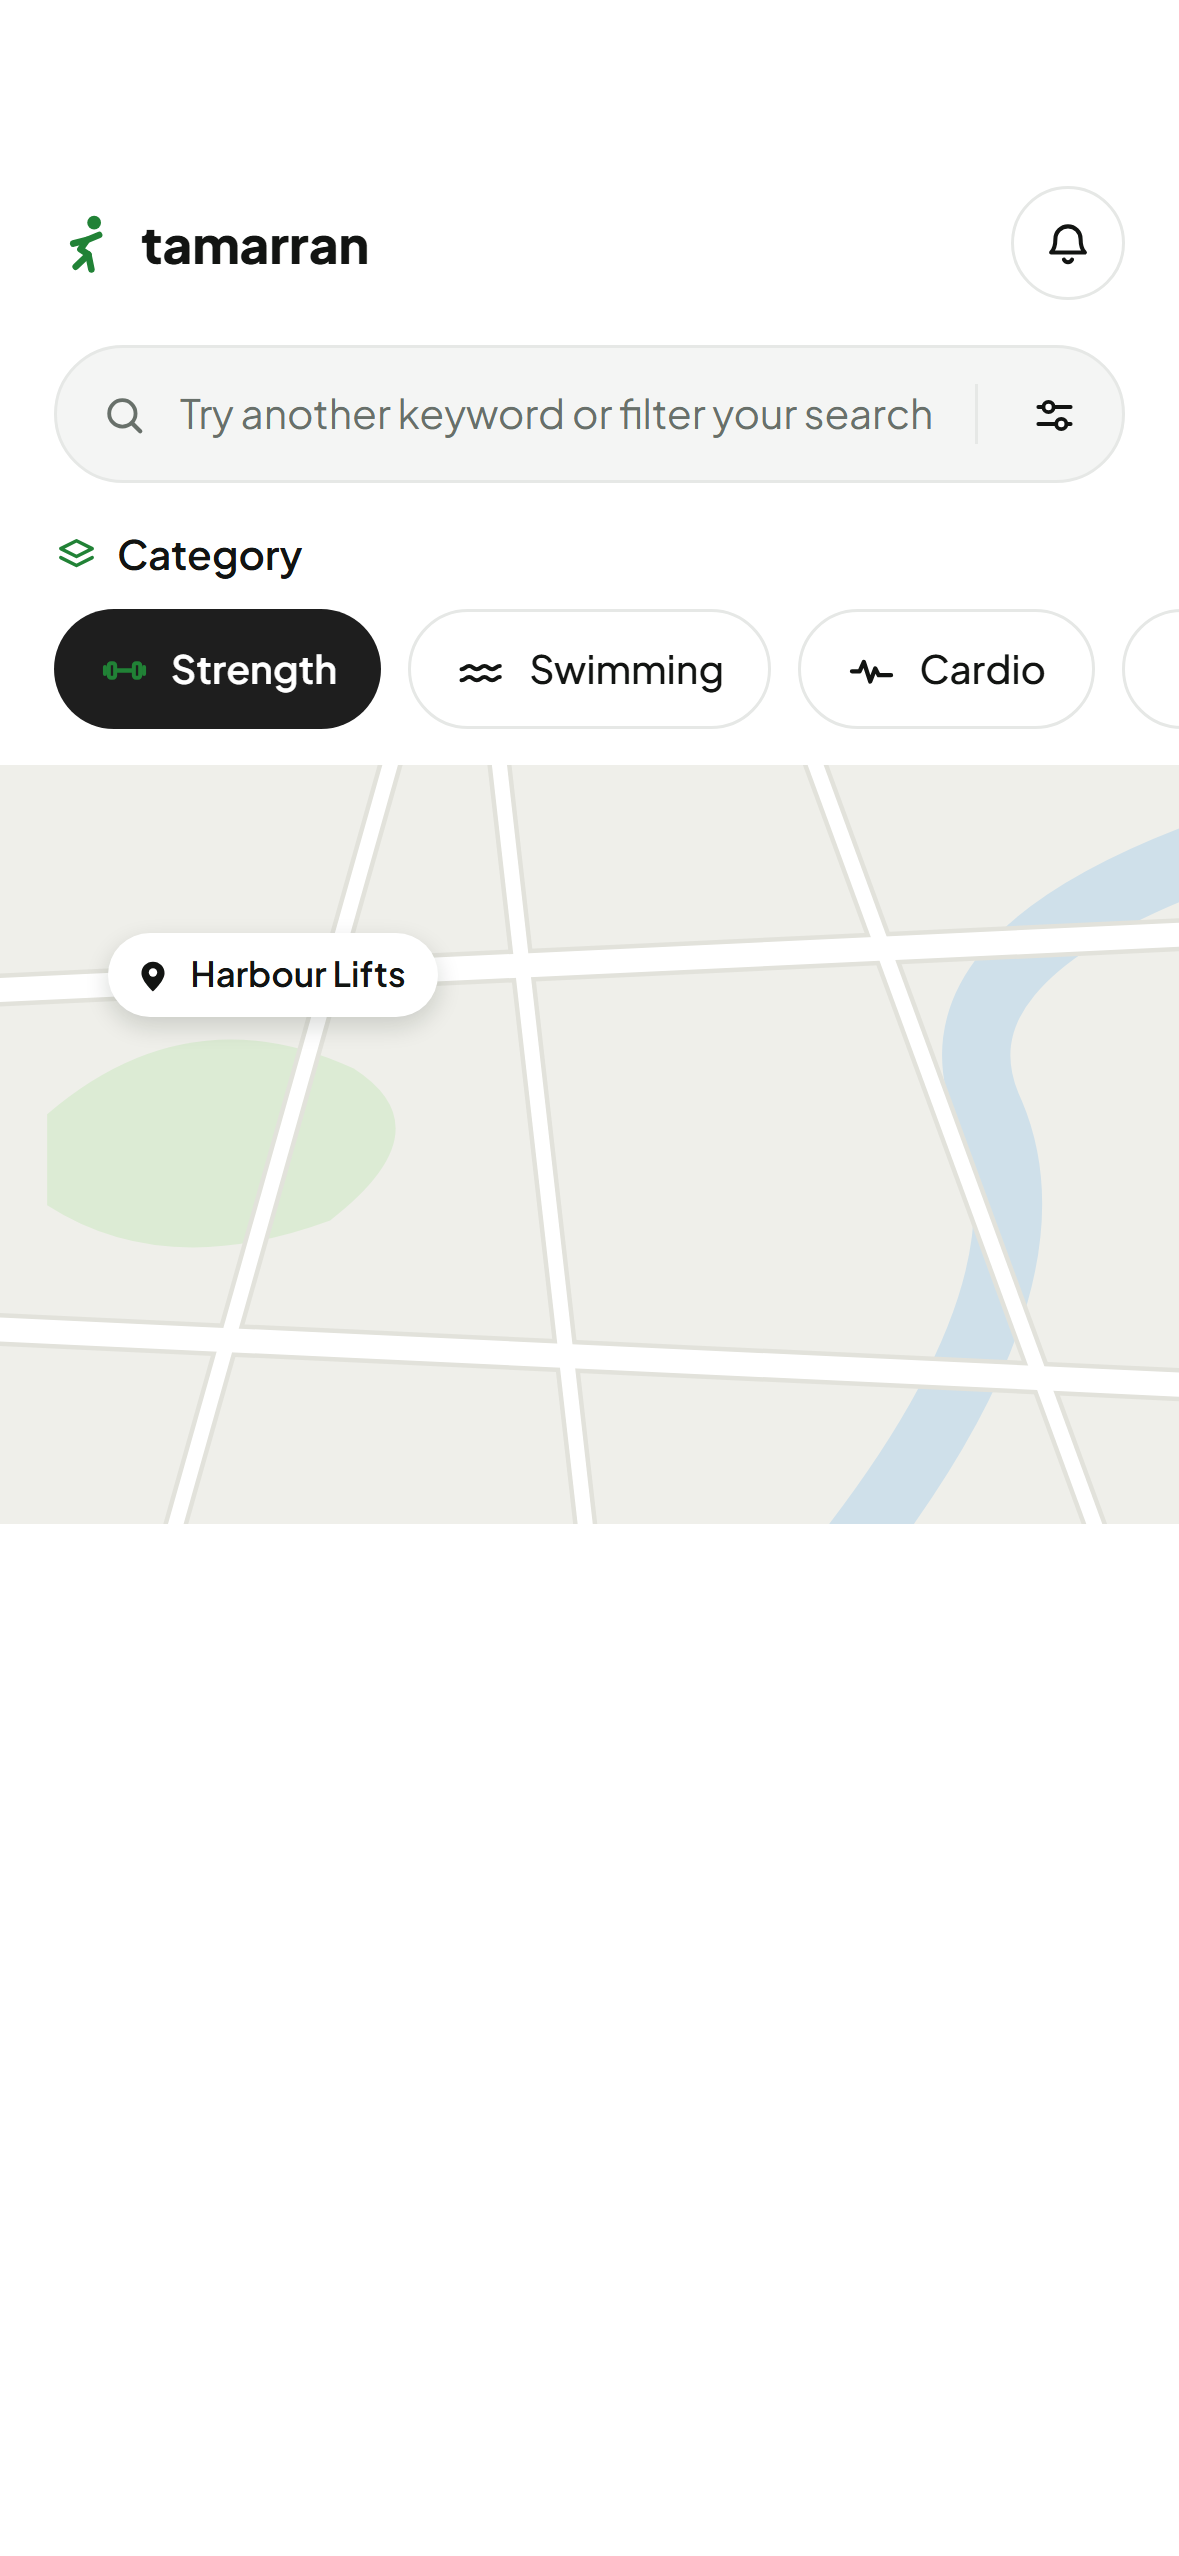 tamarran
Try another keyword or filter your search
Category
Strength
Swimming
Cardio
Harbour Lifts